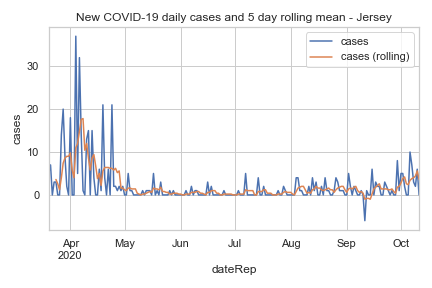 New COVID-19 daily cases and 5 day rolling mean - Jersey
cases
cases (rolling)
30
20
10
0
cases
Apr
2020
May
Jun
Jul
Aug
Sep
Oct
dateRep